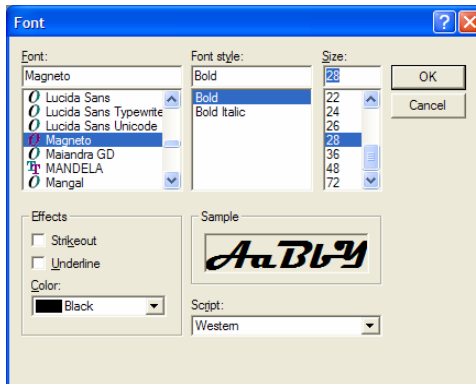 Font
Font: Font style: Size:
Magneto Bold 28 OK
Lucida Sans Bold 22 Cancel
Lucida Sans Typewrite Bold Italic 24
Lucida Sans Unicode 26
Magneto 28
Maiandra GD 36
MANDELA 48
Mangal 72
Effects Sample
Strikeout AaBbYy
Underline
Color:
Black Script:
Western